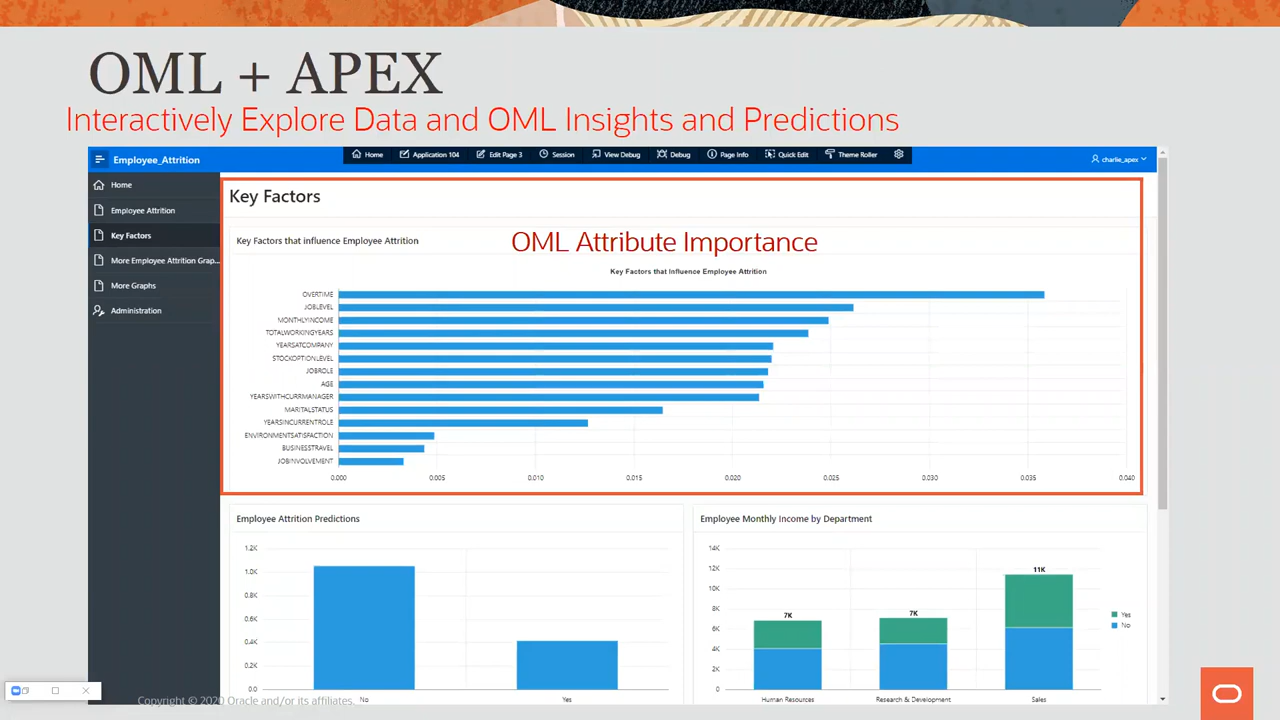 OML + APEX
Interactively Explore Data and OML Insights and Predictions
Employee_Attrition
Home
Application 104
Edit Page 3
Session
View Debug
Debug
Page Info
Quick Edit
Theme Roller
charlie_apex
Home
Employee Attrition
Key Factors
More Employee Attrition Grap...
More Graphs
Administration
Key Factors
Key Factors that influence Employee Attrition
OML Attribute Importance
Key Factors that Influence Employee Attrition
OVERTIME
JOBLEVEL
MONTHLYINCOME
TOTALWORKINGYEARS
YEARSATCOMPANY
STOCKOPTIONLEVEL
JOBROLE
AGE
YEARSWITHCURRMANAGER
MARITALSTATUS
YEARSINCURRENTROLE
ENVIRONMENTSATISFACTION
BUSINESSTRAVEL
JOBINVOLVEMENT
0.000 0.005 0.010 0.015 0.020 0.025 0.030 0.035 0.040
Employee Attrition Predictions
1.2K
1.0K
0.8K
0.6K
0.4K
0.2K
0.0
No Yes
Employee Monthly Income by Department
14K
12K
10K
8K
6K
4K
2K
0
7K
7K
11K
Human Resources Research & Development Sales
Yes
No
Copyright © 2020 Oracle and/or its affiliates.